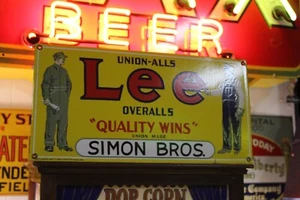 BEER
UNION-ALLS
Lee
OVERALLS
"QUALITY WINS"
UNION MADE
SIMON BROS.
POP CORN